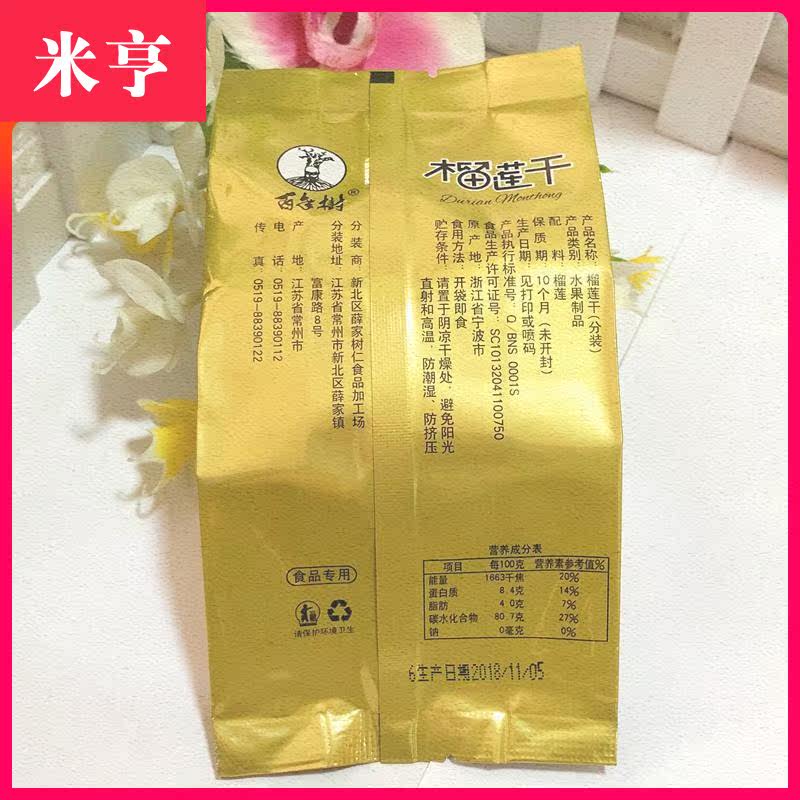 米亨
百年树®
榴莲干
Durian Monthong
产品名称：榴莲干(分装)
产品类别：水果制品
配料：榴莲
保质期：10个月（未开封）
生产日期：见打印或喷码
产品执行标准号：Q/BNS 0001S
食品生产许可证号：SC10132041100750
原产地：浙江省宁波市
食用方法：开袋即食
贮存条件：请置于阴凉干燥处、避免阳光
直射和高温、防潮湿、防挤压
分装商：新北区薛家树仁食品加工场
分装地址：江苏省常州市新北区薛家镇
富康路8号
产地：江苏省常州市
电话：0519-88390112
传真：0519-88390122
食品专用
请保护环境卫生
营养成分表
项目 每100克 营养素参考值%
能量 1663千焦 20%
蛋白质 8.4克 14%
脂肪 4.0克 7%
碳水化合物 80.7克 27%
钠 0毫克 0%
6生产日期2018/11/05